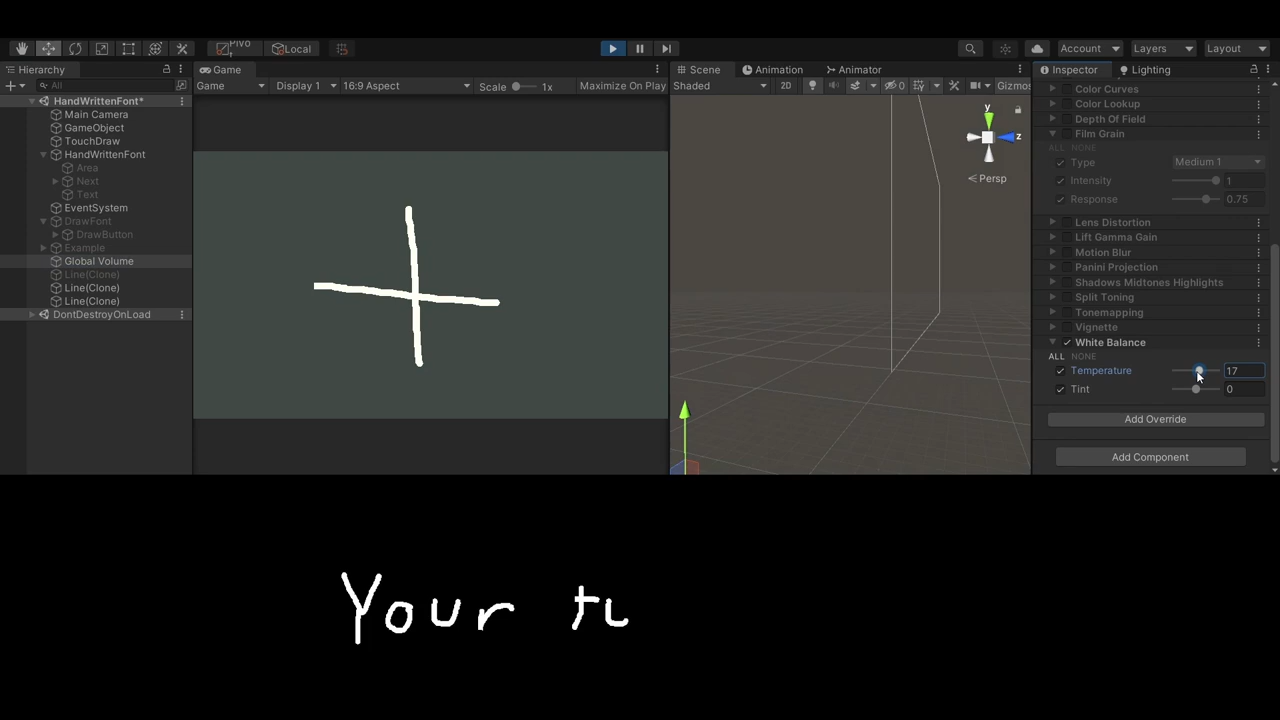 Pivot Local Account Layers Layout
Hierarchy Game Scene Animation Animator Inspector Lighting
All Game Display 1 16:9 Aspect Scale 1x Maximize On Play Shaded 2D 0 Gizmos
HandWrittenFont*
Main Camera
GameObject
TouchDraw
HandWrittenFont
Area
Next
Text
EventSystem
DrawFont
DrawButton
Example
Global Volume
Line(Clone)
Line(Clone)
Line(Clone)
DontDestroyOnLoad
y
z
Persp
Color Curves
Color Lookup
Depth Of Field
Film Grain
ALL NONE
Type Medium 1
Intensity 1
Response 0.75
Lens Distortion
Lift Gamma Gain
Motion Blur
Panini Projection
Shadows Midtones Highlights
Split Toning
Tonemapping
Vignette
White Balance
ALL NONE
Temperature 17
Tint 0
Add Override
Add Component
Your tu